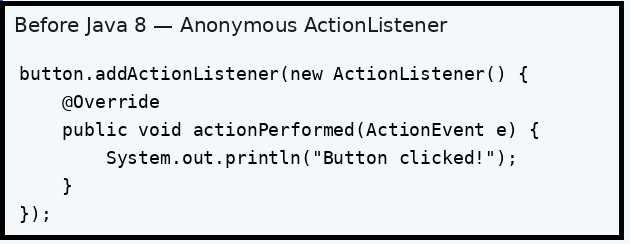 Before Java 8 — Anonymous ActionListener
button.addActionListener(new ActionListener() {
    @Override
    public void actionPerformed(ActionEvent e) {
        System.out.println("Button clicked!");
    }
});